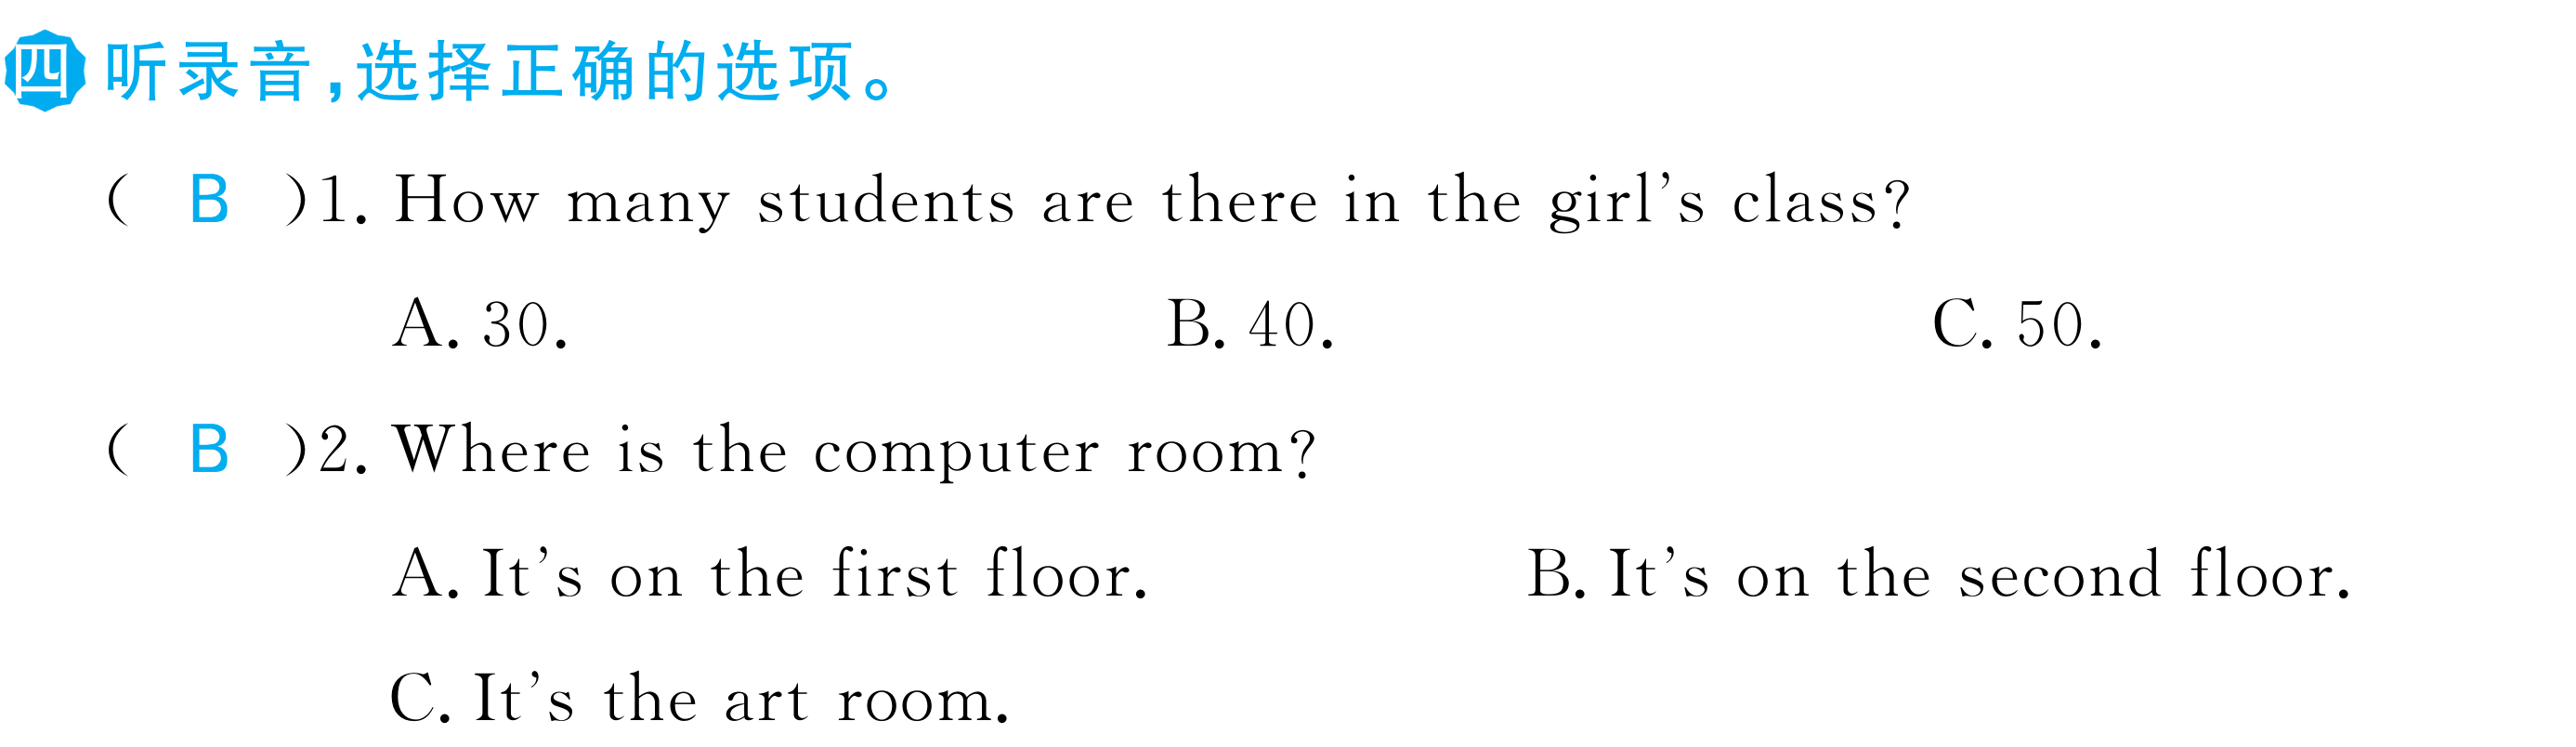 四 听录音,选择正确的选项。
( B )1. How many students are there in the girl's class?
A. 30. B. 40. C. 50.
( B )2. Where is the computer room?
A. It's on the first floor. B. It's on the second floor.
C. It's the art room.